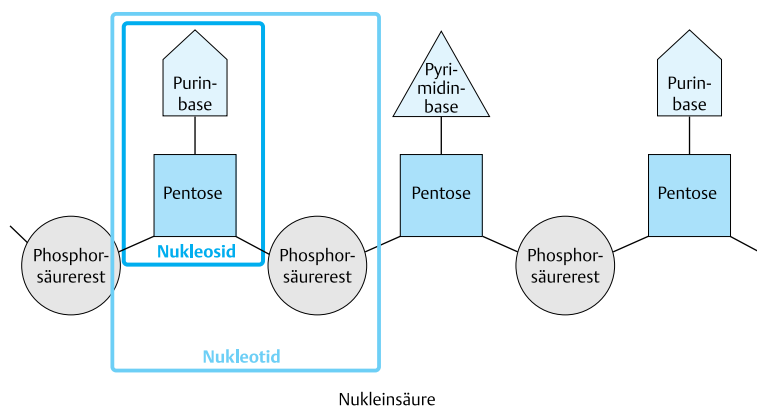 Purin-
base
Pyri-
midin-
base
Purin-
base
Pentose
Pentose
Pentose
Phosphor-
säurerest
Nukleosid
Phosphor-
säurerest
Phosphor-
säurerest
Nukleotid
Nukleinsäure